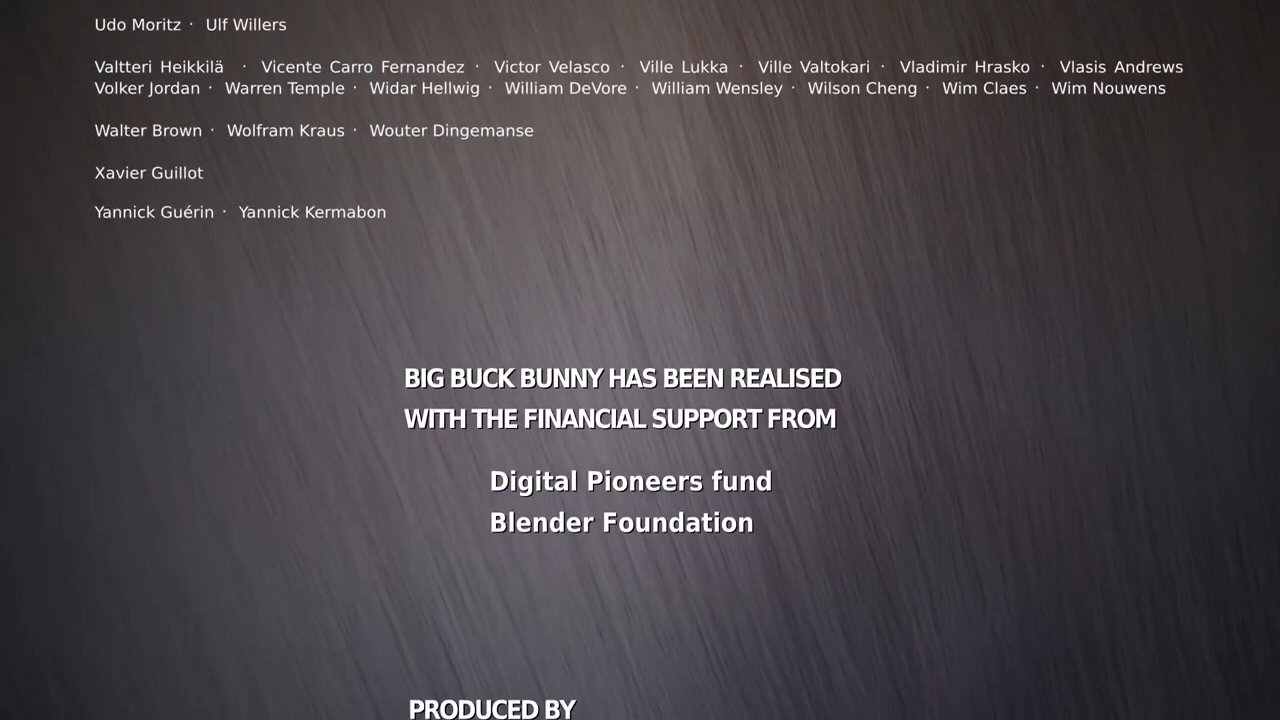 Udo Moritz · Ulf Willers
Valtteri Heikkilä · Vicente Carro Fernandez · Victor Velasco · Ville Lukka · Ville Valtokari · Vladimir Hrasko · Vlasis Andrews
Volker Jordan · Warren Temple · Widar Hellwig · William DeVore · William Wensley · Wilson Cheng · Wim Claes · Wim Nouwens
Walter Brown · Wolfram Kraus · Wouter Dingemanse
Xavier Guillot
Yannick Guérin · Yannick Kermabon
BIG BUCK BUNNY HAS BEEN REALISED
WITH THE FINANCIAL SUPPORT FROM
Digital Pioneers fund
Blender Foundation
PRODUCED BY